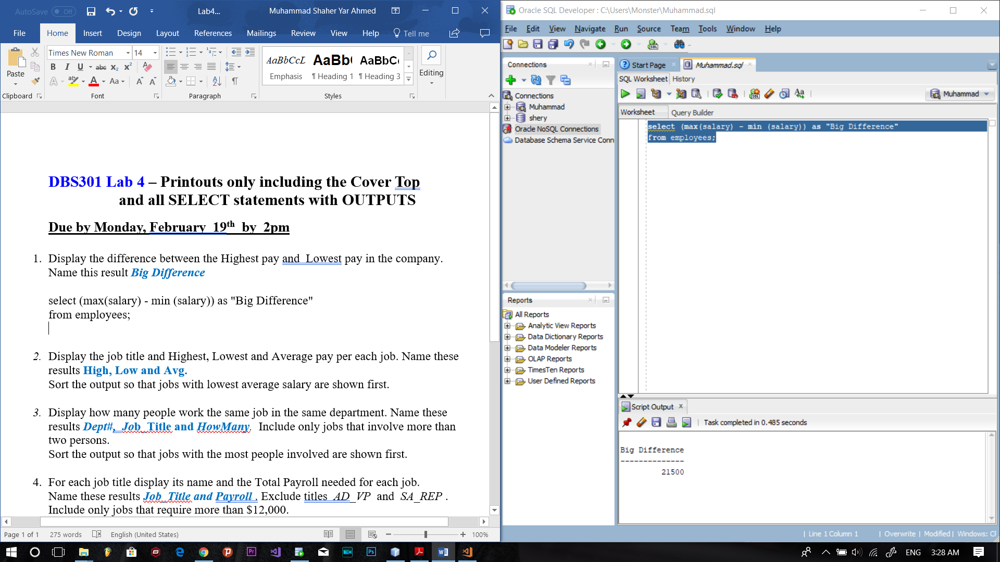 AutoSave Off Lab4... Muhammad Shaher Yar Ahmed
File Home Insert Design Layout References Mailings Review View Help Tell me
Paste
Times New Roman 14
B I U abc x₂ x²
A ab A Aa A A
AaBbCcL AaBb( AaBbC(
Emphasis ¶ Heading 1 ¶ Heading 3
Editing
Clipboard Font Paragraph Styles
DBS301 Lab 4 – Printouts only including the Cover Top
and all SELECT statements with OUTPUTS
Due by Monday, February 19th by 2pm
1. Display the difference between the Highest pay and Lowest pay in the company.
Name this result Big Difference
select (max(salary) - min (salary)) as "Big Difference"
from employees;
2. Display the job title and Highest, Lowest and Average pay per each job. Name these
results High, Low and Avg.
Sort the output so that jobs with lowest average salary are shown first.
3. Display how many people work the same job in the same department. Name these
results Dept#, Job_Title and HowMany. Include only jobs that involve more than
two persons.
Sort the output so that jobs with the most people involved are shown first.
4. For each job title display its name and the Total Payroll needed for each job.
Name these results Job_Title and Payroll . Exclude titles AD_VP and SA_REP .
Include only jobs that require more than $12,000.
Page 1 of 1 275 words English (United States) 100%
Oracle SQL Developer : C:\Users\Monster\Muhammad.sql
File Edit View Navigate Run Source Team Tools Window Help
Connections
Connections
Muhammad
shery
Oracle NoSQL Connections
Database Schema Service Conn
Reports
All Reports
Analytic View Reports
Data Dictionary Reports
Data Modeler Reports
OLAP Reports
TimesTen Reports
User Defined Reports
Start Page Muhammad.sql
SQL Worksheet History
Muhammad
Worksheet Query Builder
select (max(salary) - min (salary)) as "Big Difference"
from employees;
Script Output
Task completed in 0.485 seconds
Big Difference
--------------
21500
Line 1 Column 1 | Overwrite | Modified | Windows: CF
ENG 3:28 AM